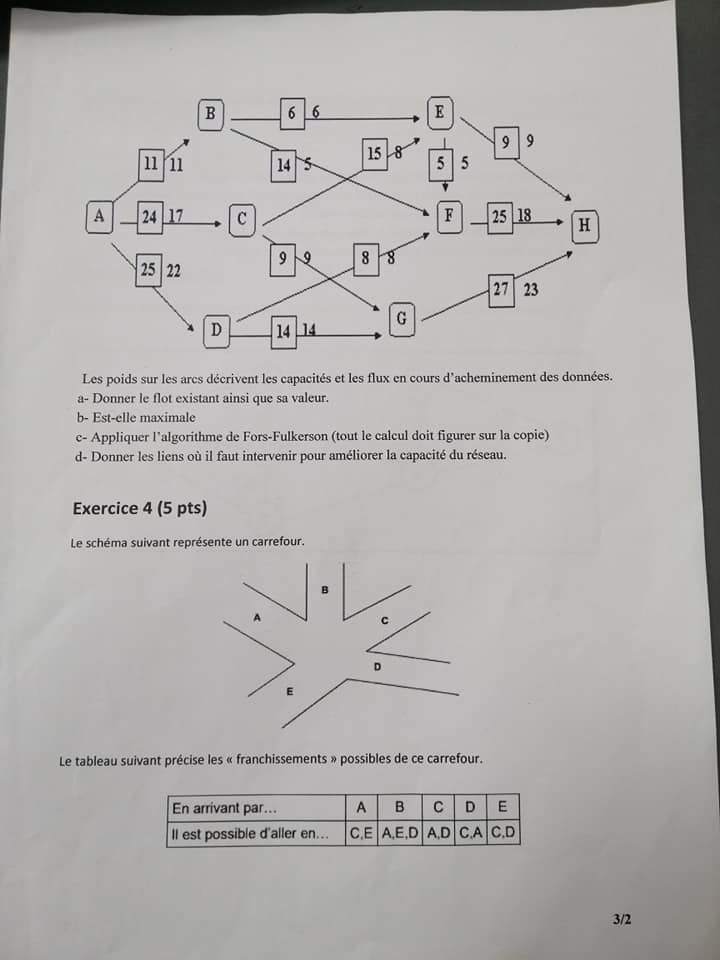 B 6 6 E
11 11 14 5 15 8 5 5 9 9
A 24 17 C F 25 18 H
25 22 9 9 8 8 27 23
D 14 14 G
Les poids sur les arcs décrivent les capacités et les flux en cours d'acheminement des données.
a- Donner le flot existant ainsi que sa valeur.
b- Est-elle maximale
c- Appliquer l'algorithme de Fors-Fulkerson (tout le calcul doit figurer sur la copie)
d- Donner les liens où il faut intervenir pour améliorer la capacité du réseau.
Exercice 4 (5 pts)
Le schéma suivant représente un carrefour.
B
A C
D
E
Le tableau suivant précise les « franchissements » possibles de ce carrefour.
En arrivant par... A B C D E
Il est possible d'aller en... C,E A,E,D A,D C,A C,D
3/2